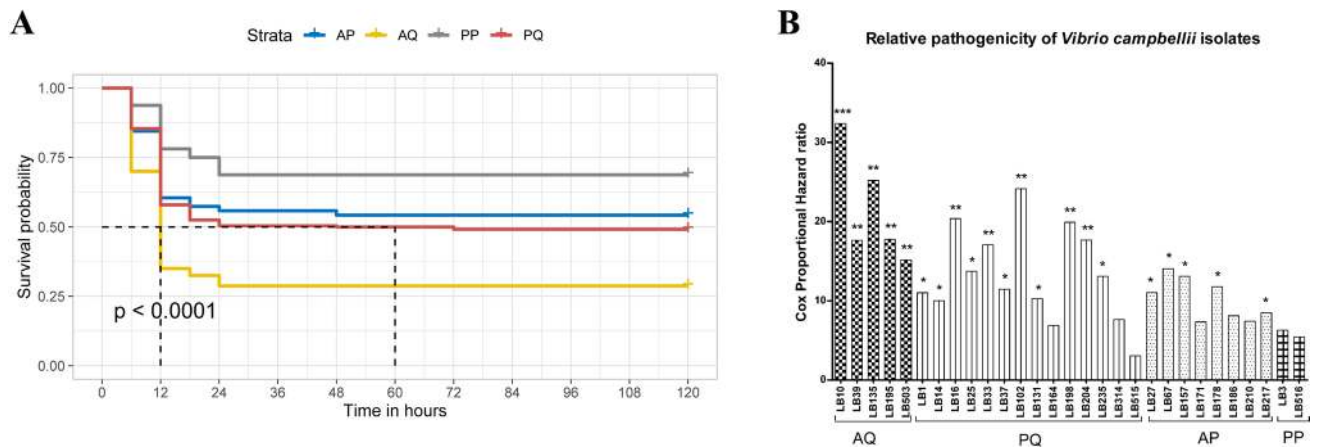 A
Strata AP AQ PP PQ
1.00
0.75
0.50
0.25
0.00
Survival probability
p < 0.0001
0 12 24 36 48 60 72 84 96 108 120
Time in hours
B
Relative pathogenicity of Vibrio campbellii isolates
40
30
20
10
0
Cox Proportional Hazard ratio
*** ** ** ** ** * * ** * ** * ** * ** ** * * * * * *
LB10 LB39 LB135 LB195 LB503 LB1 LB14 LB16 LB25 LB33 LB37 LB102 LB131 LB164 LB198 LB204 LB235 LB314 LB515 LB27 LB67 LB157 LB171 LB178 LB186 LB210 LB217 LB3 LB516
AQ PQ AP PP